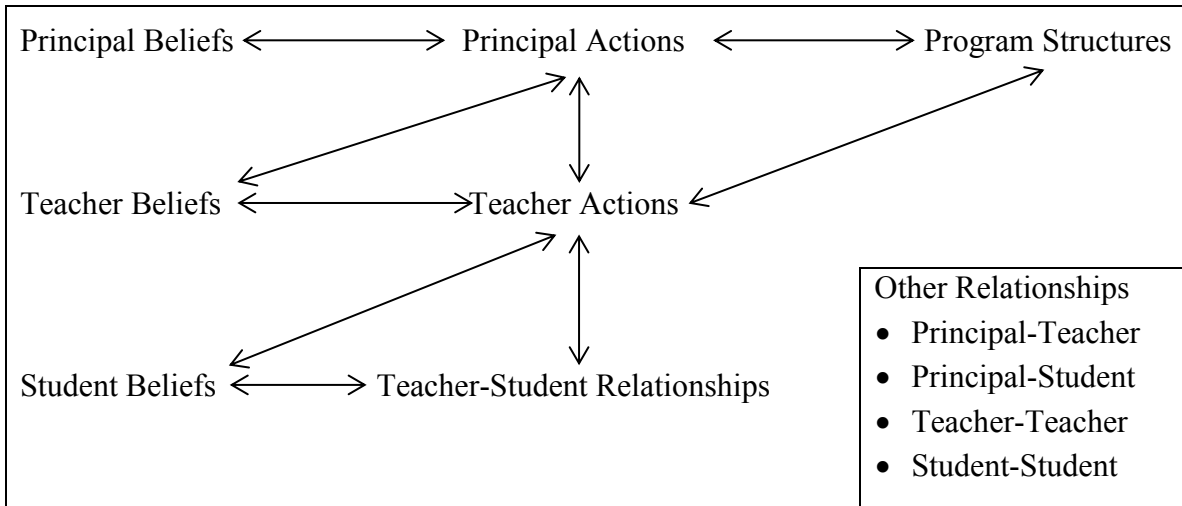 Principal Beliefs Principal Actions Program Structures
Teacher Beliefs Teacher Actions
Student Beliefs Teacher-Student Relationships
Other Relationships
• Principal-Teacher
• Principal-Student
• Teacher-Teacher
• Student-Student